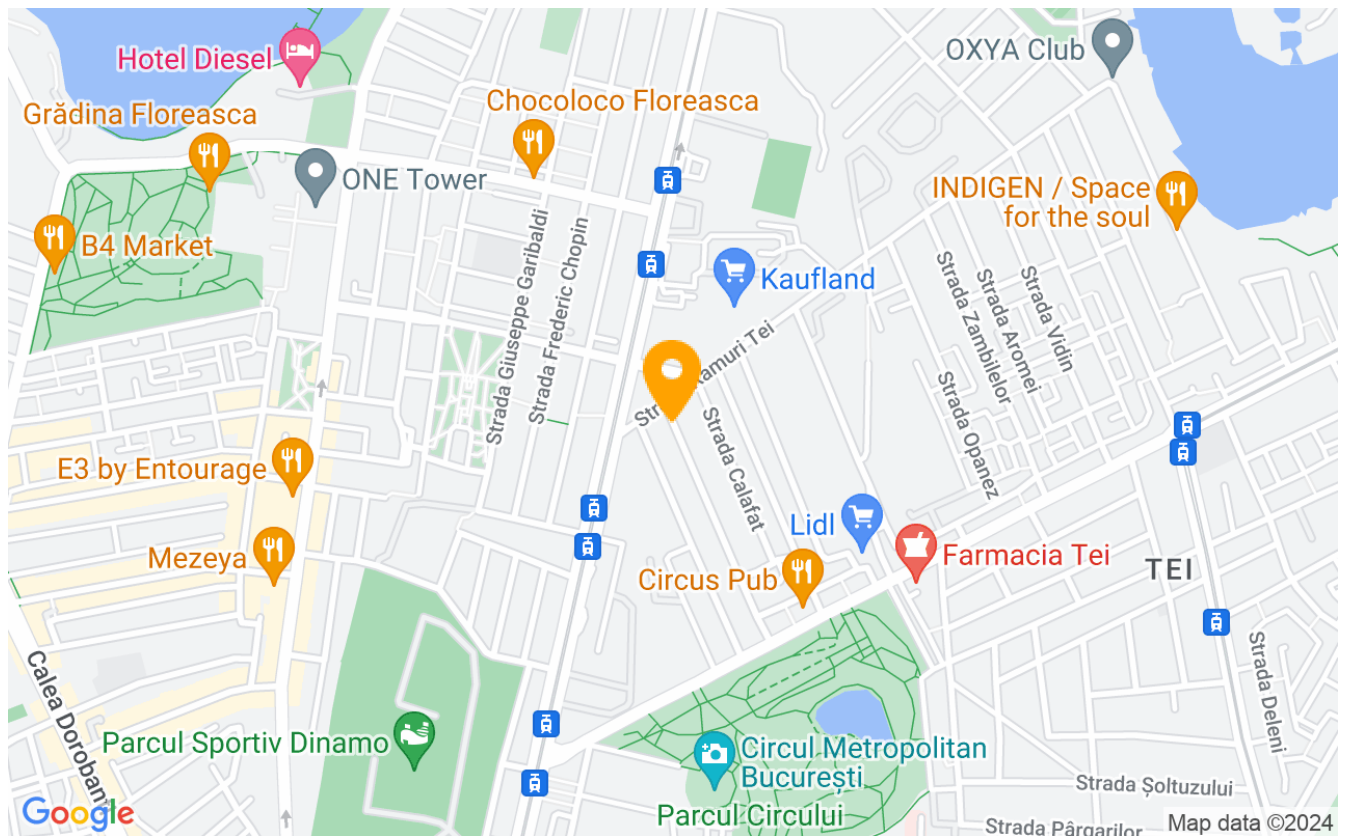 Hotel Diesel
OXYA Club
Grădina Floreasca
Chocoloco Floreasca
ONE Tower
INDIGEN / Space
for the soul
B4 Market
Kaufland
Strada Giuseppe Garibaldi
Strada Frederic Chopin
Strada Zambilelor
Strada Aromei
Strada Vidin
Ramuri Tei
Strada Calafat
Strada Opanez
E3 by Entourage
Lidl
Mezeya
Circus Pub
Farmacia Tei
TEI
Calea Dorobanț
Strada Deleni
Parcul Sportiv Dinamo
Circul Metropolitan
București
Parcul Circului
Strada Șoltuzului
Strada Pârgarilor
Google
Map data ©2024